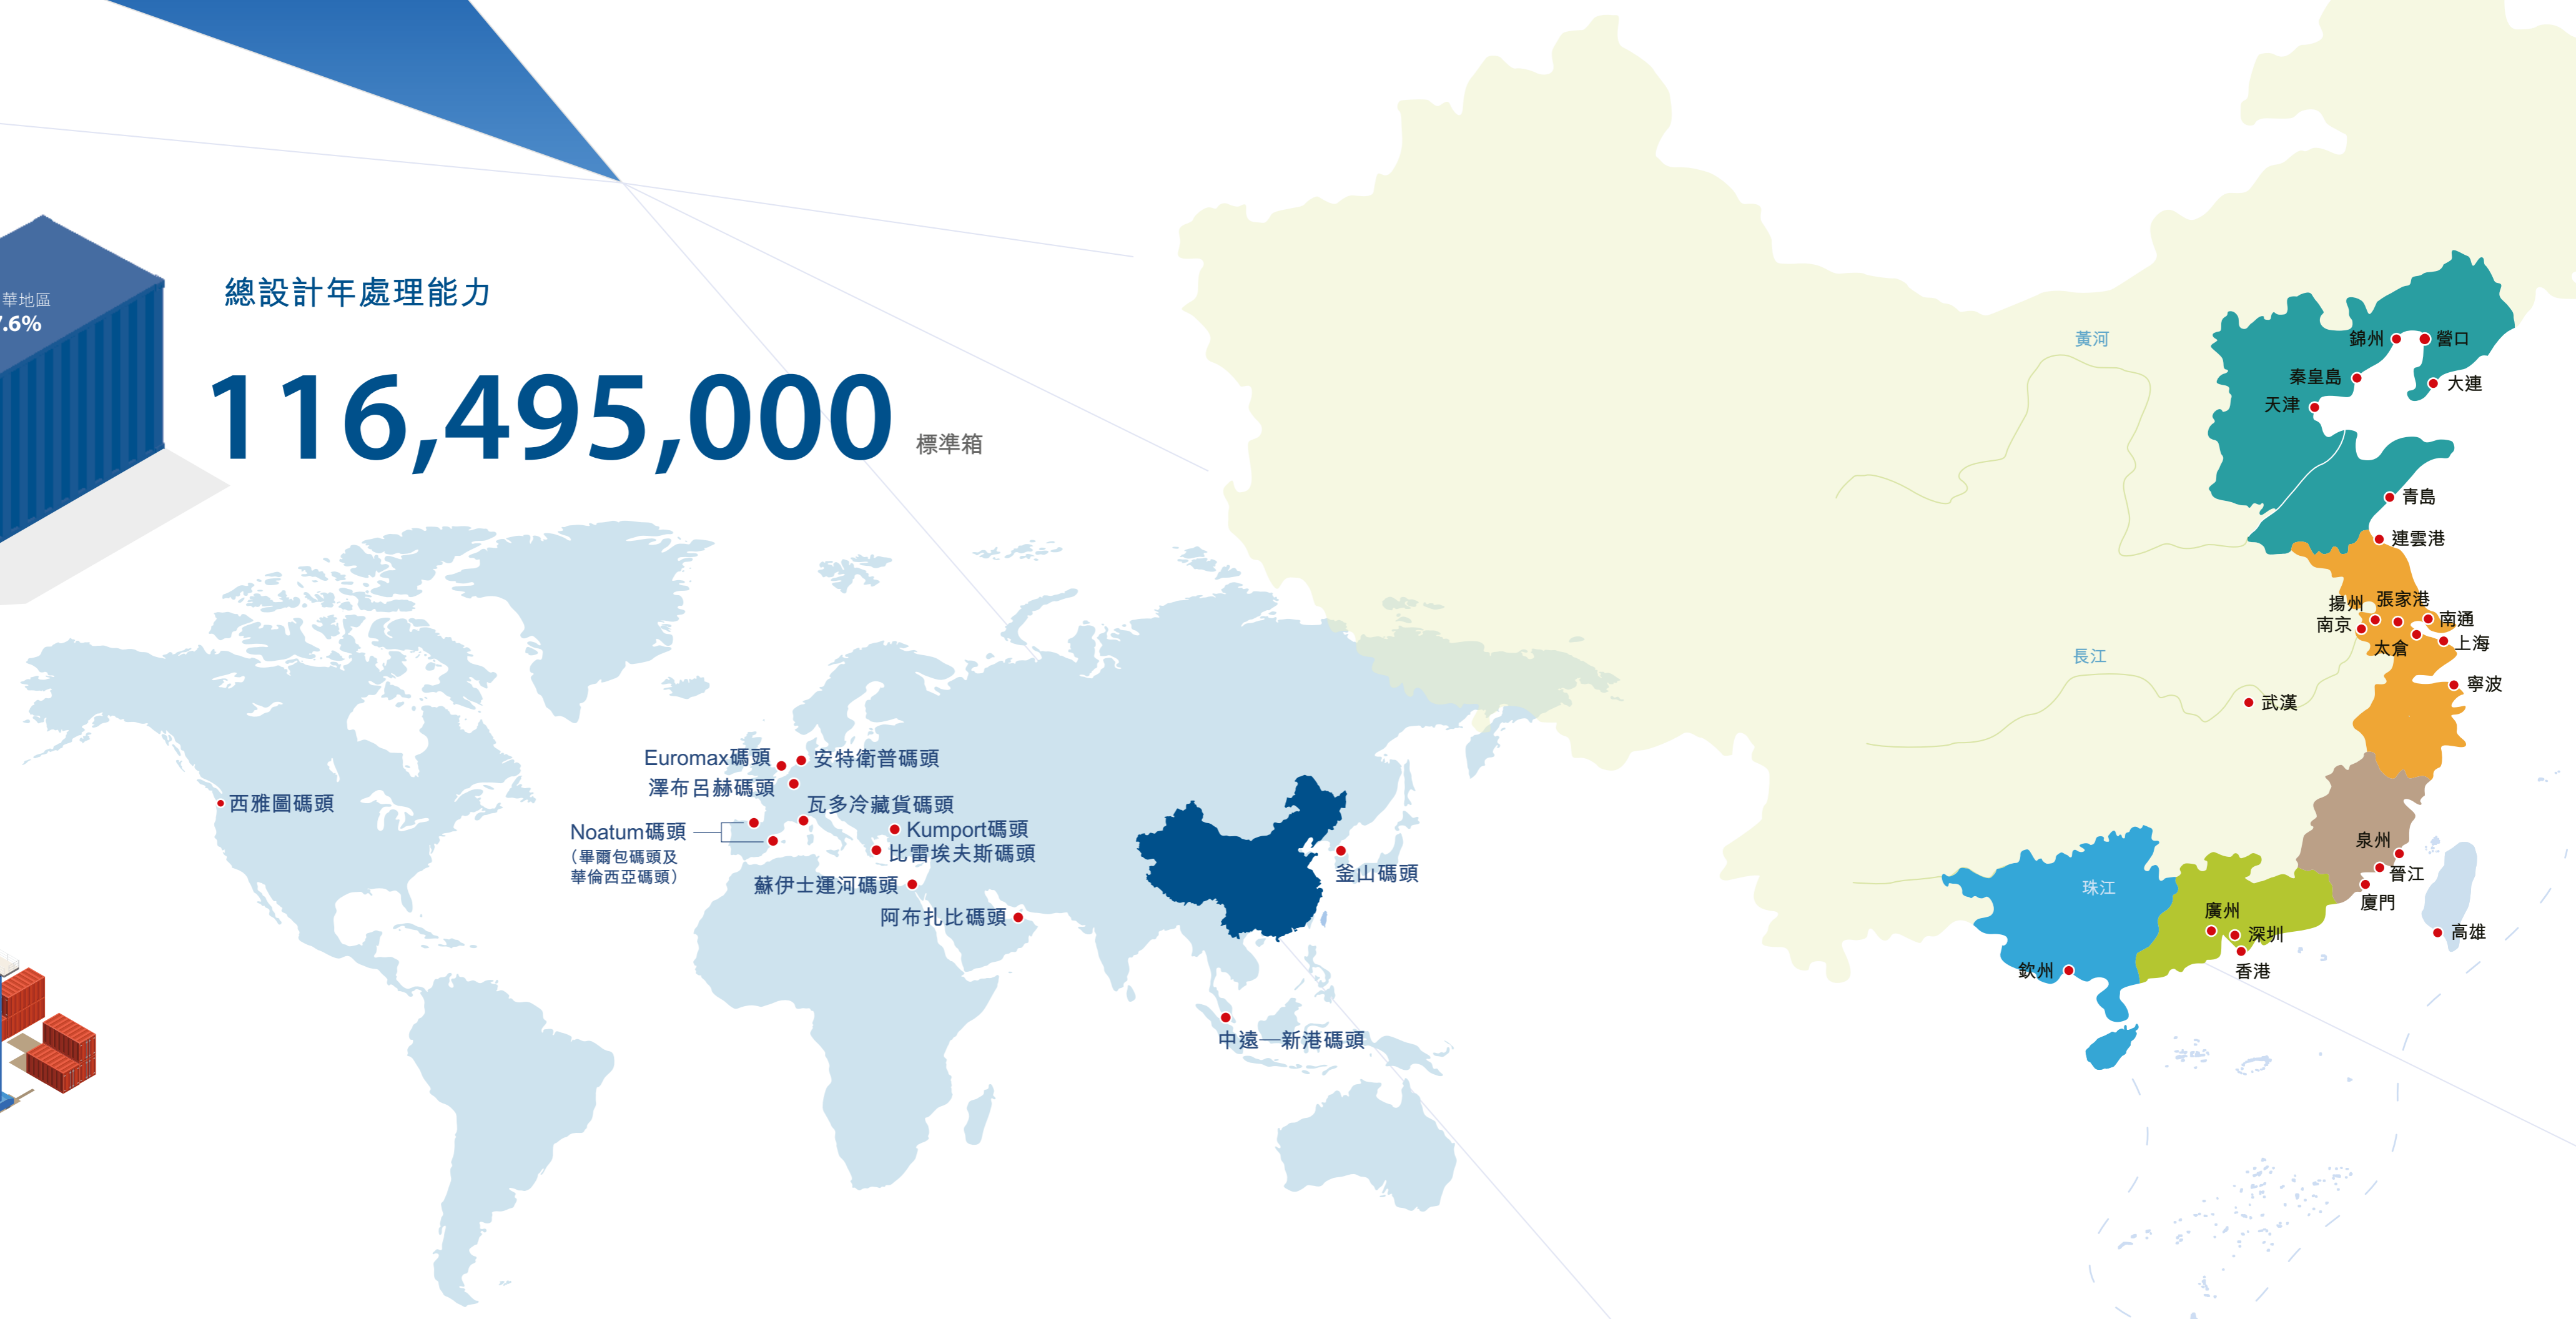 華地區
7.6%
總設計年處理能力
116,495,000 標準箱
Euromax碼頭
安特衛普碼頭
澤布呂赫碼頭
瓦多冷藏貨碼頭
西雅圖碼頭
Noatum碼頭
（畢爾包碼頭及
華倫西亞碼頭）
Kumport碼頭
比雷埃夫斯碼頭
蘇伊士運河碼頭
阿布扎比碼頭
釜山碼頭
中遠—新港碼頭
黃河
錦州
營口
秦皇島
大連
天津
青島
連雲港
揚州
張家港
南京
南通
太倉
上海
長江
寧波
武漢
泉州
晉江
珠江
廈門
廣州
深圳
高雄
欽州
香港